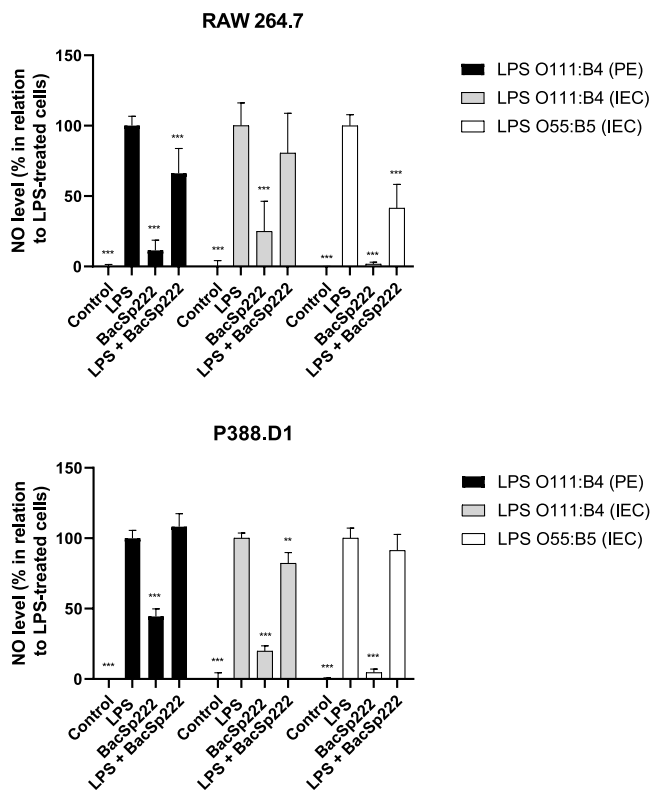 RAW 264.7
NO level (% in relation
to LPS-treated cells)
150
100
50
0
***
***
***
***
***
***
***
***
Control
LPS
BacSp222
LPS + BacSp222
Control
LPS
BacSp222
LPS + BacSp222
Control
LPS
BacSp222
LPS + BacSp222
LPS O111:B4 (PE)
LPS O111:B4 (IEC)
LPS O55:B5 (IEC)
P388.D1
NO level (% in relation
to LPS-treated cells)
150
100
50
0
***
***
***
***
**
***
***
Control
LPS
BacSp222
LPS + BacSp222
Control
LPS
BacSp222
LPS + BacSp222
Control
LPS
BacSp222
LPS + BacSp222
LPS O111:B4 (PE)
LPS O111:B4 (IEC)
LPS O55:B5 (IEC)